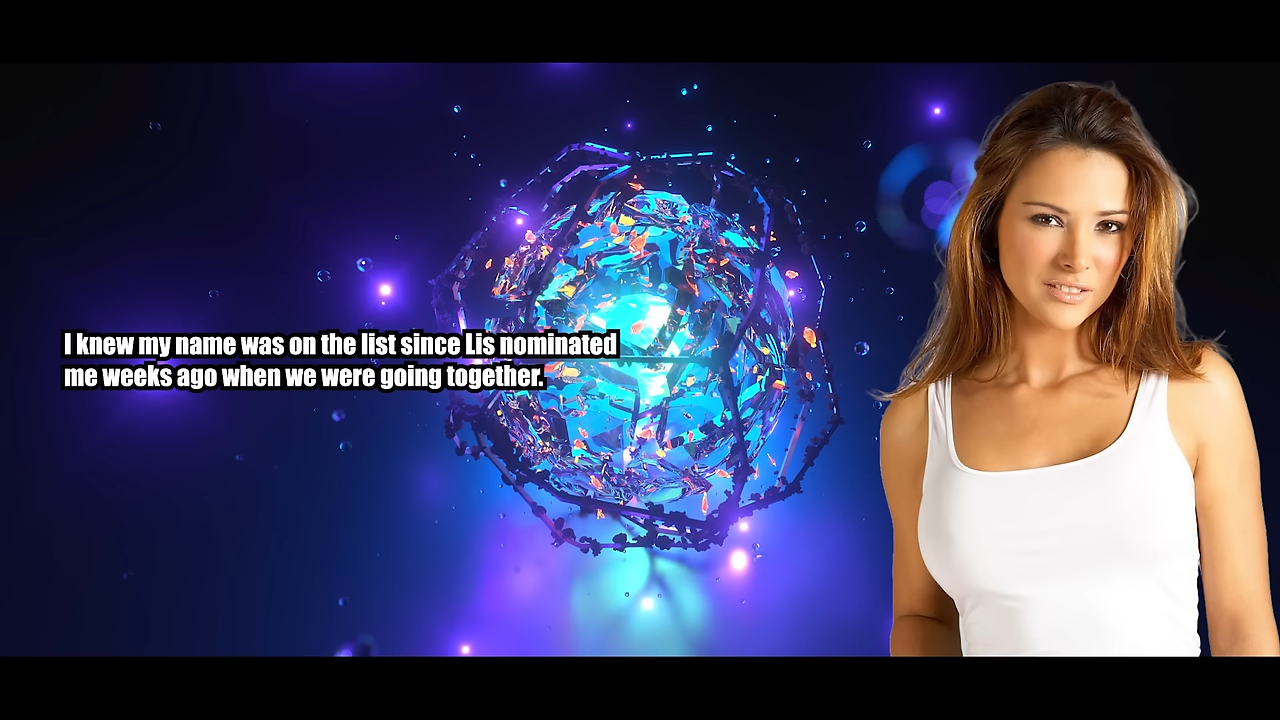 I knew my name was on the list since Lis nominated
me weeks ago when we were going together.